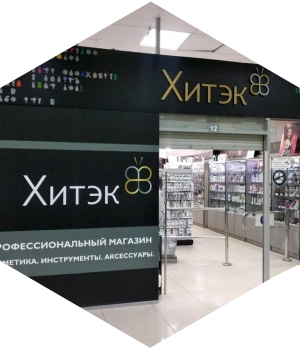 Хитэк
12
Хитэк
РОФЕССИОНАЛЬНЫЙ МАГАЗИН
МЕТИКА. ИНСТРУМЕНТЫ. АКСЕССУАРЫ.